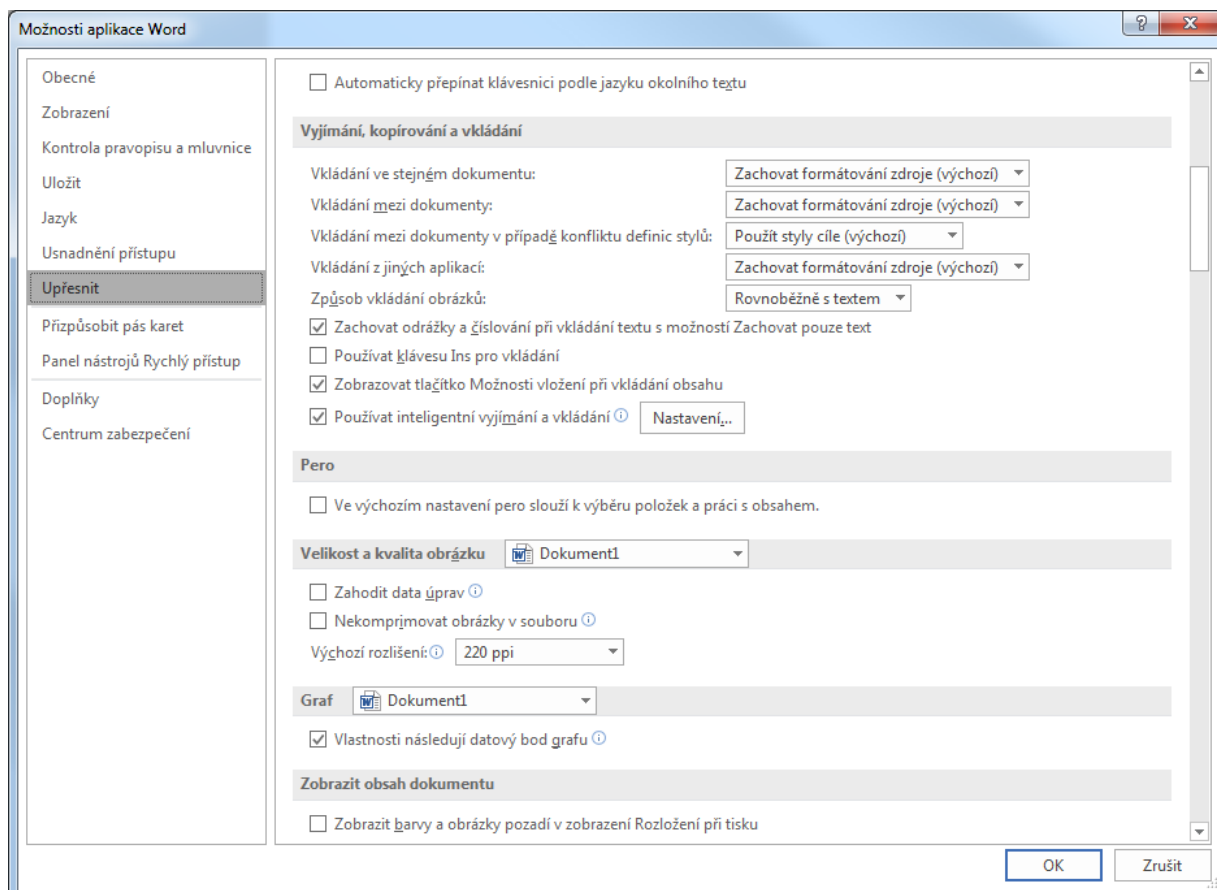 Možnosti aplikace Word
Obecné
Zobrazení
Kontrola pravopisu a mluvnice
Uložit
Jazyk
Usnadnění přístupu
Upřesnit
Přizpůsobit pás karet
Panel nástrojů Rychlý přístup
Doplňky
Centrum zabezpečení
Automaticky přepínat klávesnici podle jazyku okolního textu
Vyjímání, kopírování a vkládání
Vkládání ve stejném dokumentu: Zachovat formátování zdroje (výchozí)
Vkládání mezi dokumenty: Zachovat formátování zdroje (výchozí)
Vkládání mezi dokumenty v případě konfliktu definic stylů: Použít styly cíle (výchozí)
Vkládání z jiných aplikací: Zachovat formátování zdroje (výchozí)
Způsob vkládání obrázků: Rovnoběžně s textem
Zachovat odrážky a číslování při vkládání textu s možností Zachovat pouze text
Používat klávesu Ins pro vkládání
Zobrazovat tlačítko Možnosti vložení při vkládání obsahu
Používat inteligentní vyjímání a vkládání Nastavení...
Pero
Ve výchozím nastavení pero slouží k výběru položek a práci s obsahem.
Velikost a kvalita obrázku Dokument1
Zahodit data úprav
Nekomprimovat obrázky v souboru
Výchozí rozlišení: 220 ppi
Graf Dokument1
Vlastnosti následují datový bod grafu
Zobrazit obsah dokumentu
Zobrazit barvy a obrázky pozadí v zobrazení Rozložení při tisku
OK Zrušit